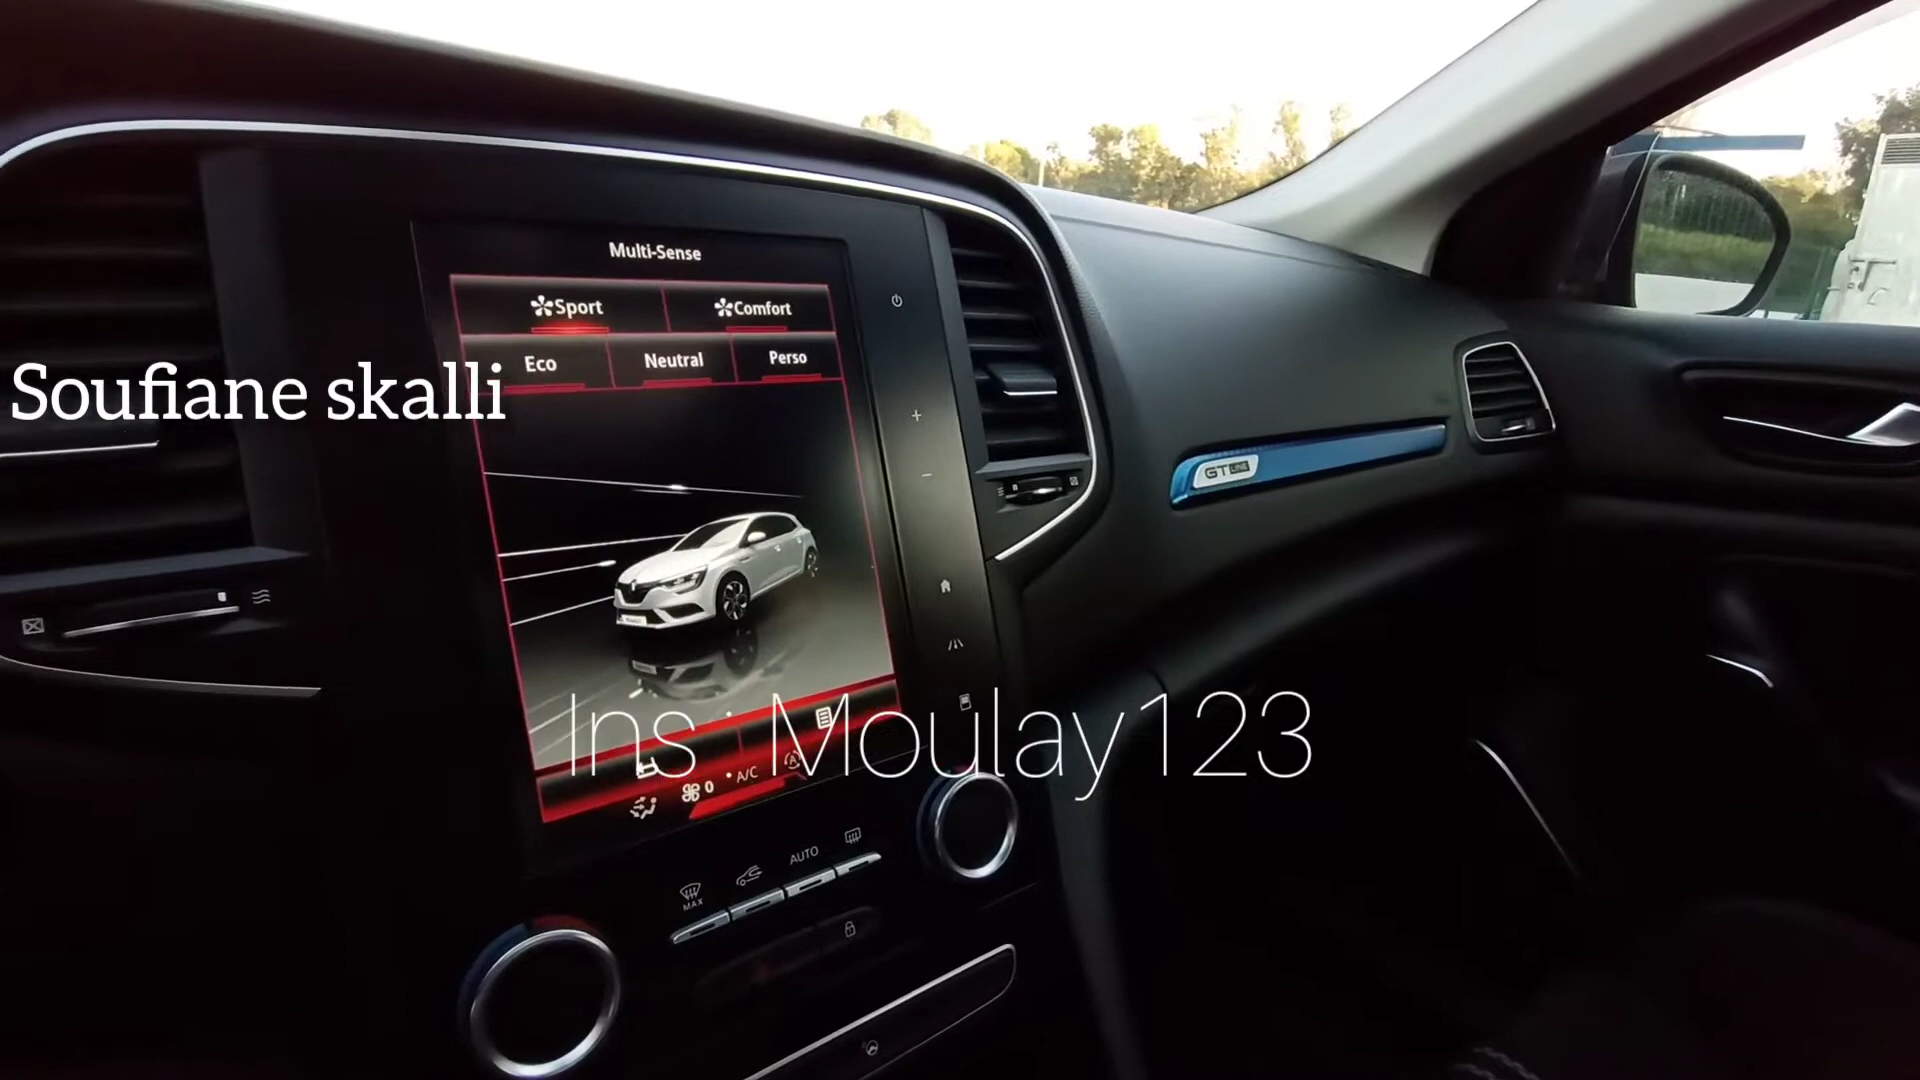 Multi-Sense
Sport
Comfort
Eco
Neutral
Perso
Soufiane skalli
GT LINE
Ins : Moulay123
0
A/C
AUTO
MAX